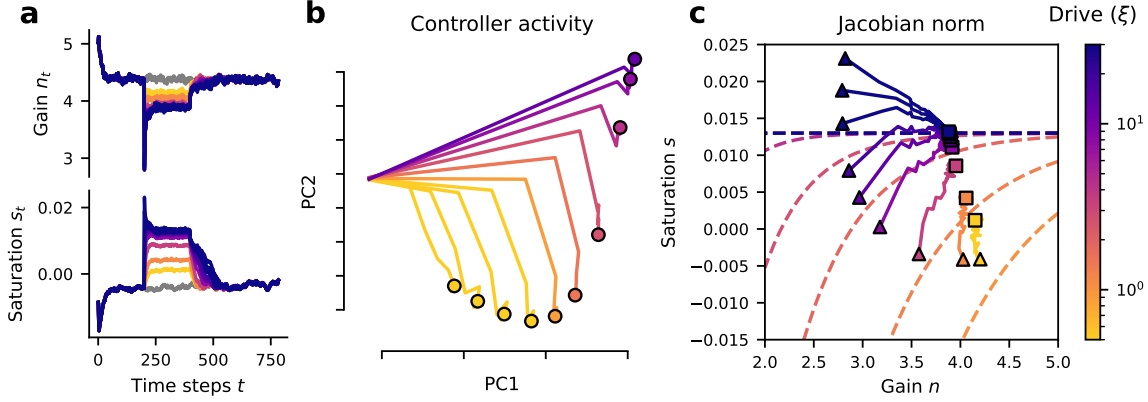 a
5
4
3
Gain n_t
0.02
0.00
Saturation s_t
0
250
500
750
Time steps t
b
Controller activity
PC2
PC1
c
Jacobian norm
Drive (ξ)
0.025
0.020
0.015
0.010
0.005
0.000
−0.005
−0.010
−0.015
Saturation s
2.0
2.5
3.0
3.5
4.0
4.5
5.0
Gain n
10^1
10^0